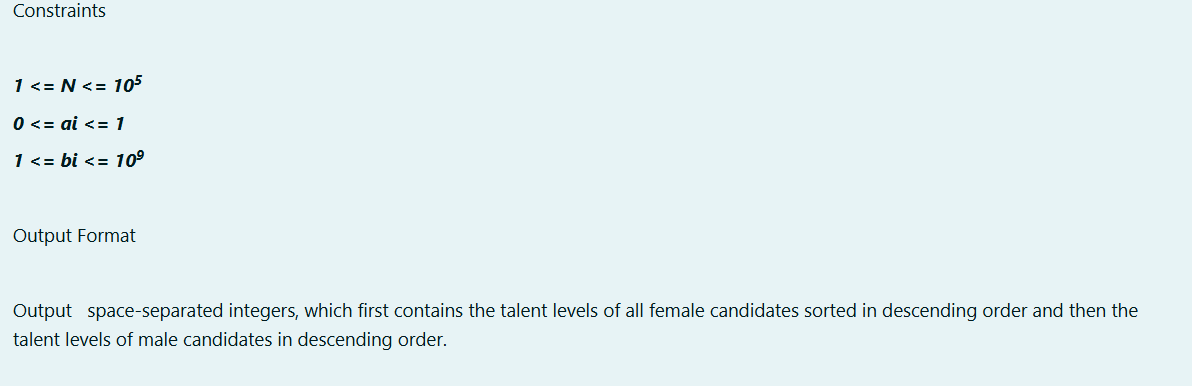 Constraints
1 <= N <= 10⁵
0 <= ai <= 1
1 <= bi <= 10⁹
Output Format
Output space-separated integers, which first contains the talent levels of all female candidates sorted in descending order and then the
talent levels of male candidates in descending order.